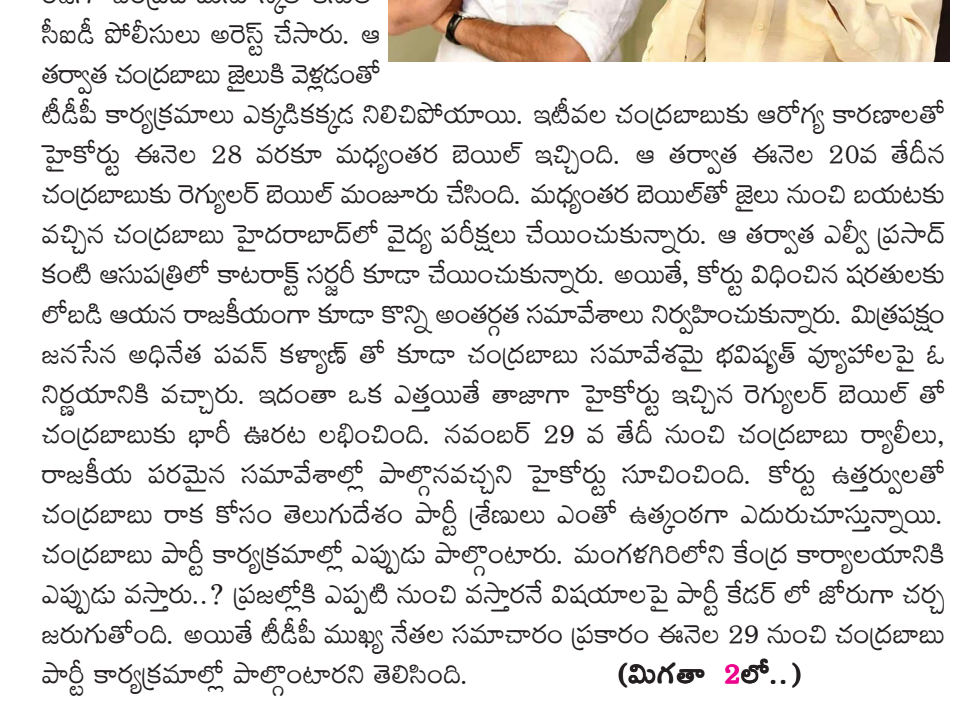 సీఐడీ పోలీసులు అరెస్ట్ చేసారు. ఆ
తర్వాత చంద్రబాబు జైలుకి వెళ్లడంతో
టీడీపీ కార్యక్రమాలు ఎక్కడికక్కడ నిలిచిపోయాయి. ఇటీవల చంద్రబాబుకు ఆరోగ్య కారణాలతో
హైకోర్టు ఈనెల 28 వరకూ మధ్యంతర బెయిల్ ఇచ్చింది. ఆ తర్వాత ఈనెల 20వ తేదీన
చంద్రబాబుకు రెగ్యులర్ బెయిల్ మంజూరు చేసింది. మధ్యంతర బెయిల్‌తో జైలు నుంచి బయటకు
వచ్చిన చంద్రబాబు హైదరాబాద్‌లో వైద్య పరీక్షలు చేయించుకున్నారు. ఆ తర్వాత ఎల్వీ ప్రసాద్
కంటి ఆసుపత్రిలో కాటరాక్ట్ సర్జరీ కూడా చేయించుకున్నారు. అయితే, కోర్టు విధించిన షరతులకు
లోబడి ఆయన రాజకీయంగా కూడా కొన్ని అంతర్గత సమావేశాలు నిర్వహించుకున్నారు. మిత్రపక్షం
జనసేన అధినేత పవన్ కళ్యాణ్ తో కూడా చంద్రబాబు సమావేశమై భవిష్యత్ వ్యూహాలపై ఓ
నిర్ణయానికి వచ్చారు. ఇదంతా ఒక ఎత్తయితే తాజాగా హైకోర్టు ఇచ్చిన రెగ్యులర్ బెయిల్ తో
చంద్రబాబుకు భారీ ఊరట లభించింది. నవంబర్ 29 వ తేదీ నుంచి చంద్రబాబు ర్యాలీలు,
రాజకీయ పరమైన సమావేశాల్లో పాల్గొనవచ్చని హైకోర్టు సూచించింది. కోర్టు ఉత్తర్వులతో
చంద్రబాబు రాక కోసం తెలుగుదేశం పార్టీ శ్రేణులు ఎంతో ఉత్కంఠగా ఎదురుచూస్తున్నాయి.
చంద్రబాబు పార్టీ కార్యక్రమాల్లో ఎప్పుడు పాల్గొంటారు. మంగళగిరిలోని కేంద్ర కార్యాలయానికి
ఎప్పుడు వస్తారు..? ప్రజల్లోకి ఎప్పటి నుంచి వస్తారనే విషయాలపై పార్టీ కేడర్ లో జోరుగా చర్చ
జరుగుతోంది. అయితే టీడీపీ ముఖ్య నేతల సమాచారం ప్రకారం ఈనెల 29 నుంచి చంద్రబాబు
పార్టీ కార్యక్రమాల్లో పాల్గొంటారని తెలిసింది. (మిగతా 2లో..)